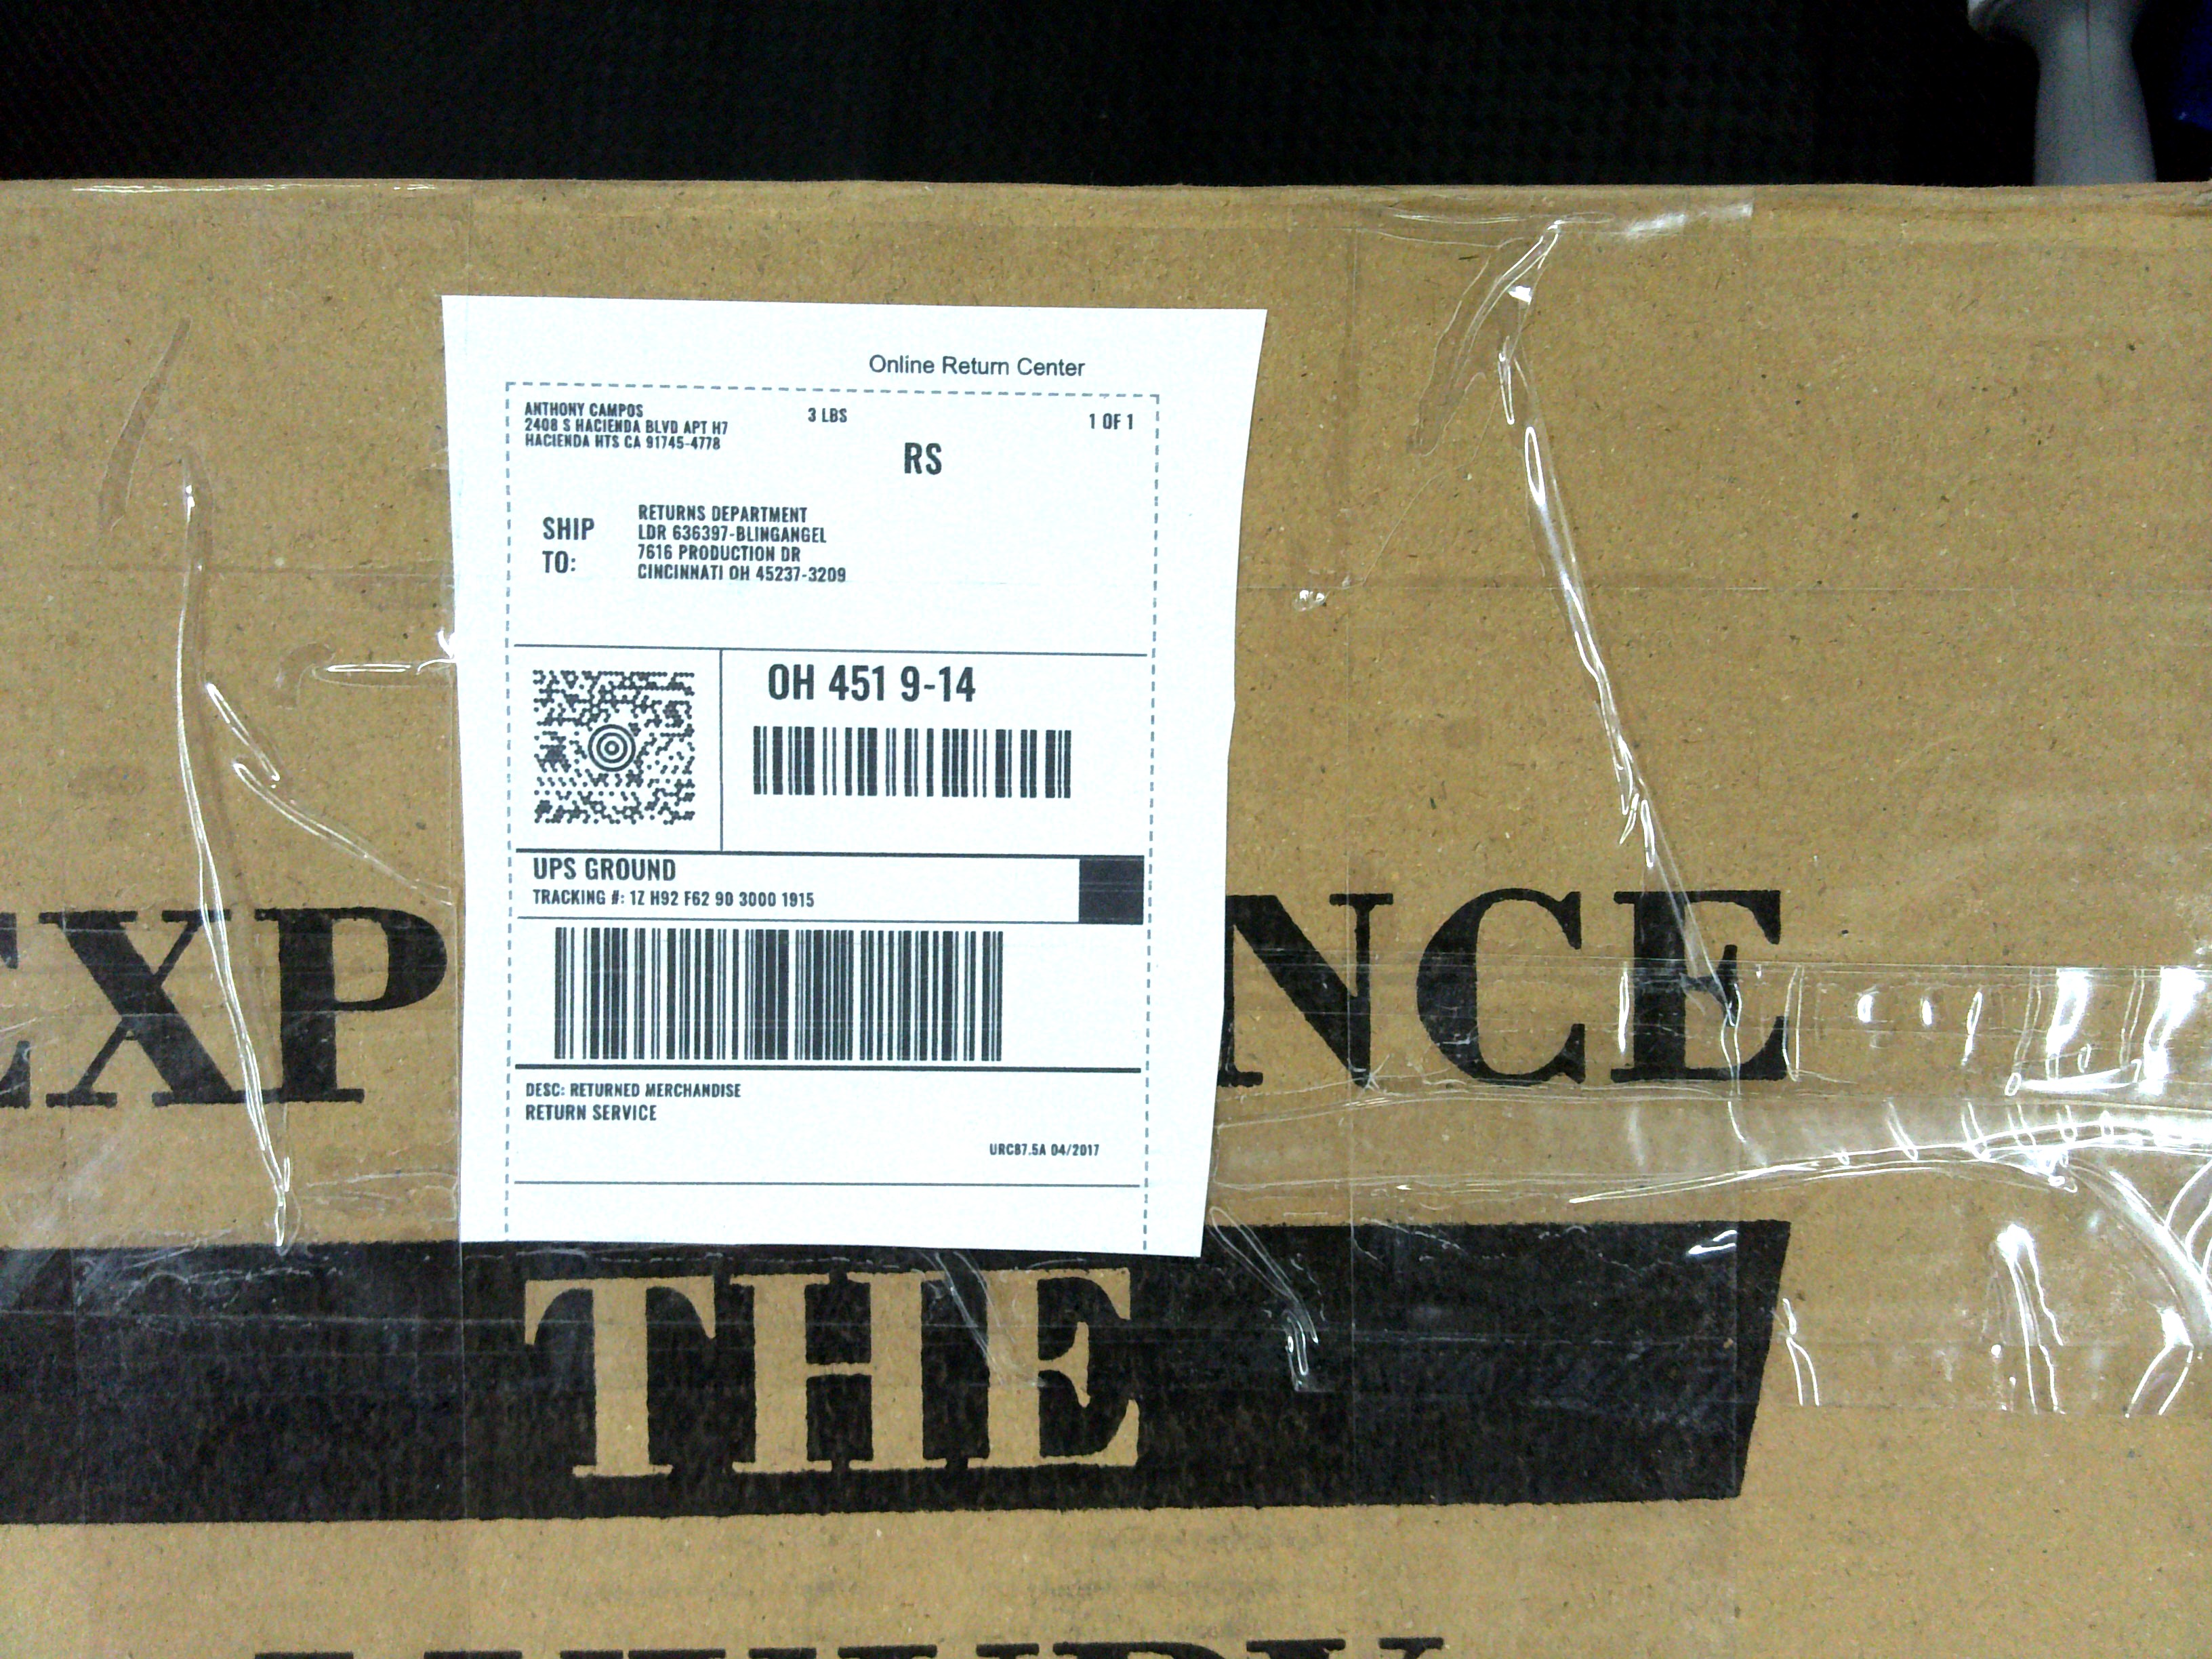 Online Return Center
ANTHONY CAMPOS
2408 S HACIENDA BLVD APT H7
HACIENDA HTS CA 91745-4778
3 LBS
1 OF 1
RS
SHIP TO:
RETURNS DEPARTMENT
LDR 636397-BLINGANGEL
7616 PRODUCTION DR
CINCINNATI OH 45237-3209
OH 451 9-14
UPS GROUND
TRACKING #: 1Z H92 F62 90 3000 1915
DESC: RETURNED MERCHANDISE
RETURN SERVICE
URCB7.5A 04/2017
EXP NCE
THE